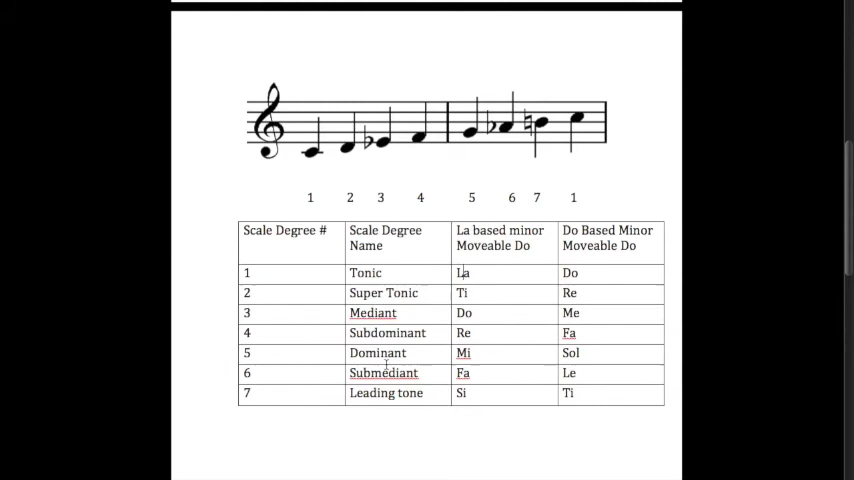 1 2 3 4 5 6 7 1
Scale Degree # Scale Degree Name La based minor Moveable Do Do Based Minor Moveable Do
1 Tonic La Do
2 Super Tonic Ti Re
3 Mediant Do Me
4 Subdominant Re Fa
5 Dominant Mi Sol
6 Submediant Fa Le
7 Leading tone Si Ti